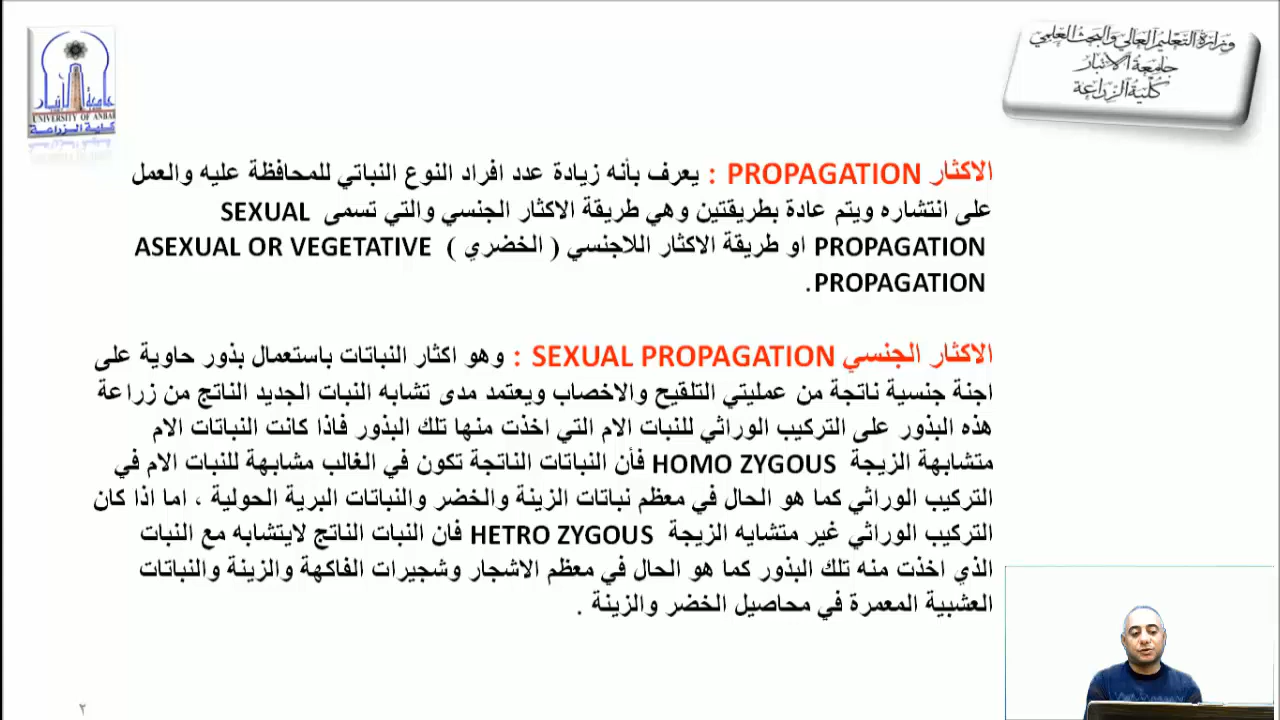 وزارة التعليم العالي والبحث العلمي
جامعة الانبار
كلية الزراعة
جامعة الأنبار
UNIVERSITY OF ANBAR
كلية الزراعة
الاكثار PROPAGATION : يعرف بأنه زيادة عدد افراد النوع النباتي للمحافظة عليه والعمل
على انتشاره ويتم عادة بطريقتين وهي طريقة الاكثار الجنسي والتي تسمى SEXUAL
PROPAGATION او طريقة الاكثار اللاجنسي ( الخضري ) ASEXUAL OR VEGETATIVE
PROPAGATION.
الاكثار الجنسي SEXUAL PROPAGATION : وهو اكثار النباتات باستعمال بذور حاوية على
اجنة جنسية ناتجة من عمليتي التلقيح والاخصاب ويعتمد مدى تشابه النبات الجديد الناتج من زراعة
هذه البذور على التركيب الوراثي للنبات الام التي اخذت منها تلك البذور فاذا كانت النباتات الام
متشابهة الزيجة HOMO ZYGOUS فأن النباتات الناتجة تكون في الغالب مشابهة للنبات الام في
التركيب الوراثي كما هو الحال في معظم نباتات الزينة والخضر والنباتات البرية الحولية ، اما اذا كان
التركيب الوراثي غير متشابه الزيجة HETRO ZYGOUS فان النبات الناتج لايتشابه مع النبات
الذي اخذت منه تلك البذور كما هو الحال في معظم الاشجار وشجيرات الفاكهة والزينة والنباتات
العشبية المعمرة في محاصيل الخضر والزينة .
٢